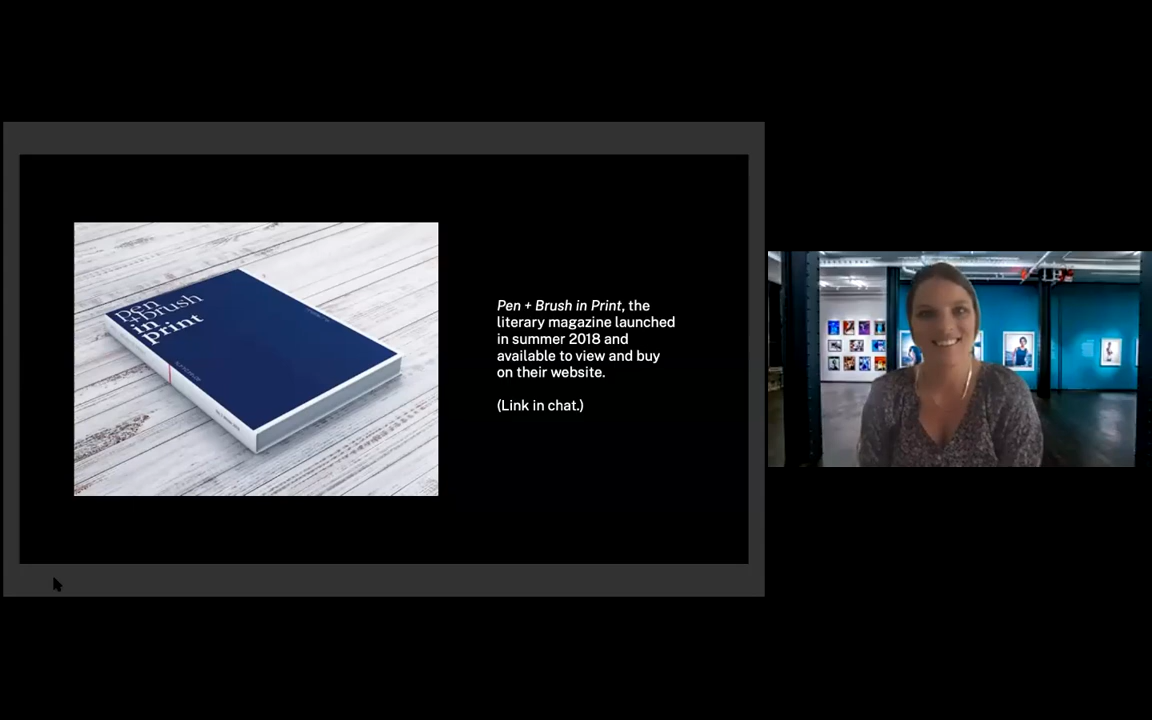 pen
+brush
in
print
Pen + Brush in Print, the
literary magazine launched
in summer 2018 and
available to view and buy
on their website.
(Link in chat.)